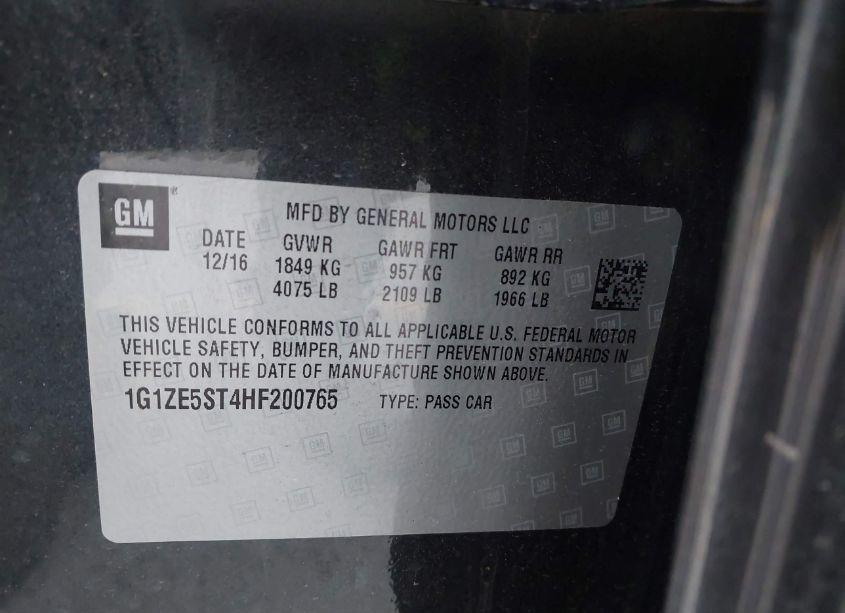 GM
MFD BY GENERAL MOTORS LLC
DATE GVWR GAWR FRT GAWR RR
12/16 1849 KG 957 KG 892 KG
4075 LB 2109 LB 1966 LB
THIS VEHICLE CONFORMS TO ALL APPLICABLE U.S. FEDERAL MOTOR
VEHICLE SAFETY, BUMPER, AND THEFT PREVENTION STANDARDS IN
EFFECT ON THE DATE OF MANUFACTURE SHOWN ABOVE.
1G1ZE5ST4HF200765 TYPE: PASS CAR